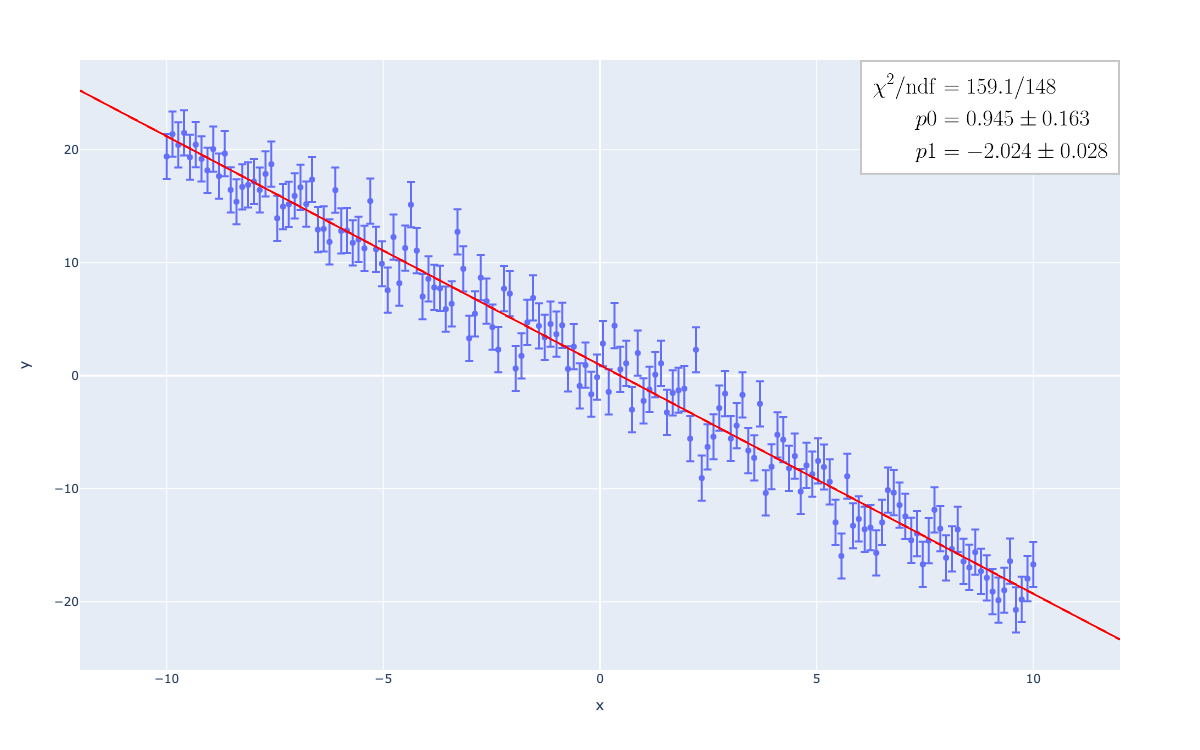 χ²/ndf = 159.1/148
p0 = 0.945 ± 0.163
p1 = −2.024 ± 0.028
20
10
0
−10
−20
y
−10 −5 0 5 10
x